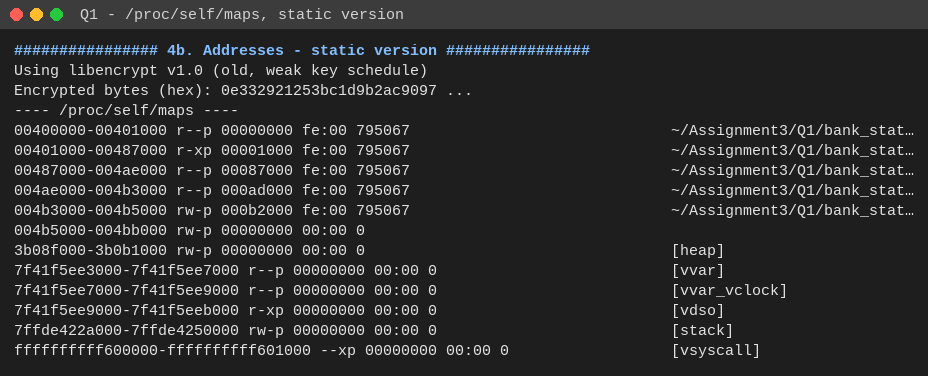 Q1 - /proc/self/maps, static version
################ 4b. Addresses - static version ################
Using libencrypt v1.0 (old, weak key schedule)
Encrypted bytes (hex): 0e332921253bc1d9b2ac9097 ...
---- /proc/self/maps ----
00400000-00401000 r--p 00000000 fe:00 795067 ~/Assignment3/Q1/bank_stat…
00401000-00487000 r-xp 00001000 fe:00 795067 ~/Assignment3/Q1/bank_stat…
00487000-004ae000 r--p 00087000 fe:00 795067 ~/Assignment3/Q1/bank_stat…
004ae000-004b3000 r--p 000ad000 fe:00 795067 ~/Assignment3/Q1/bank_stat…
004b3000-004b5000 rw-p 000b2000 fe:00 795067 ~/Assignment3/Q1/bank_stat…
004b5000-004bb000 rw-p 00000000 00:00 0
3b08f000-3b0b1000 rw-p 00000000 00:00 0 [heap]
7f41f5ee3000-7f41f5ee7000 r--p 00000000 00:00 0 [vvar]
7f41f5ee7000-7f41f5ee9000 r--p 00000000 00:00 0 [vvar_vclock]
7f41f5ee9000-7f41f5eeb000 r-xp 00000000 00:00 0 [vdso]
7ffde422a000-7ffde4250000 rw-p 00000000 00:00 0 [stack]
ffffffffff600000-ffffffffff601000 --xp 00000000 00:00 0 [vsyscall]